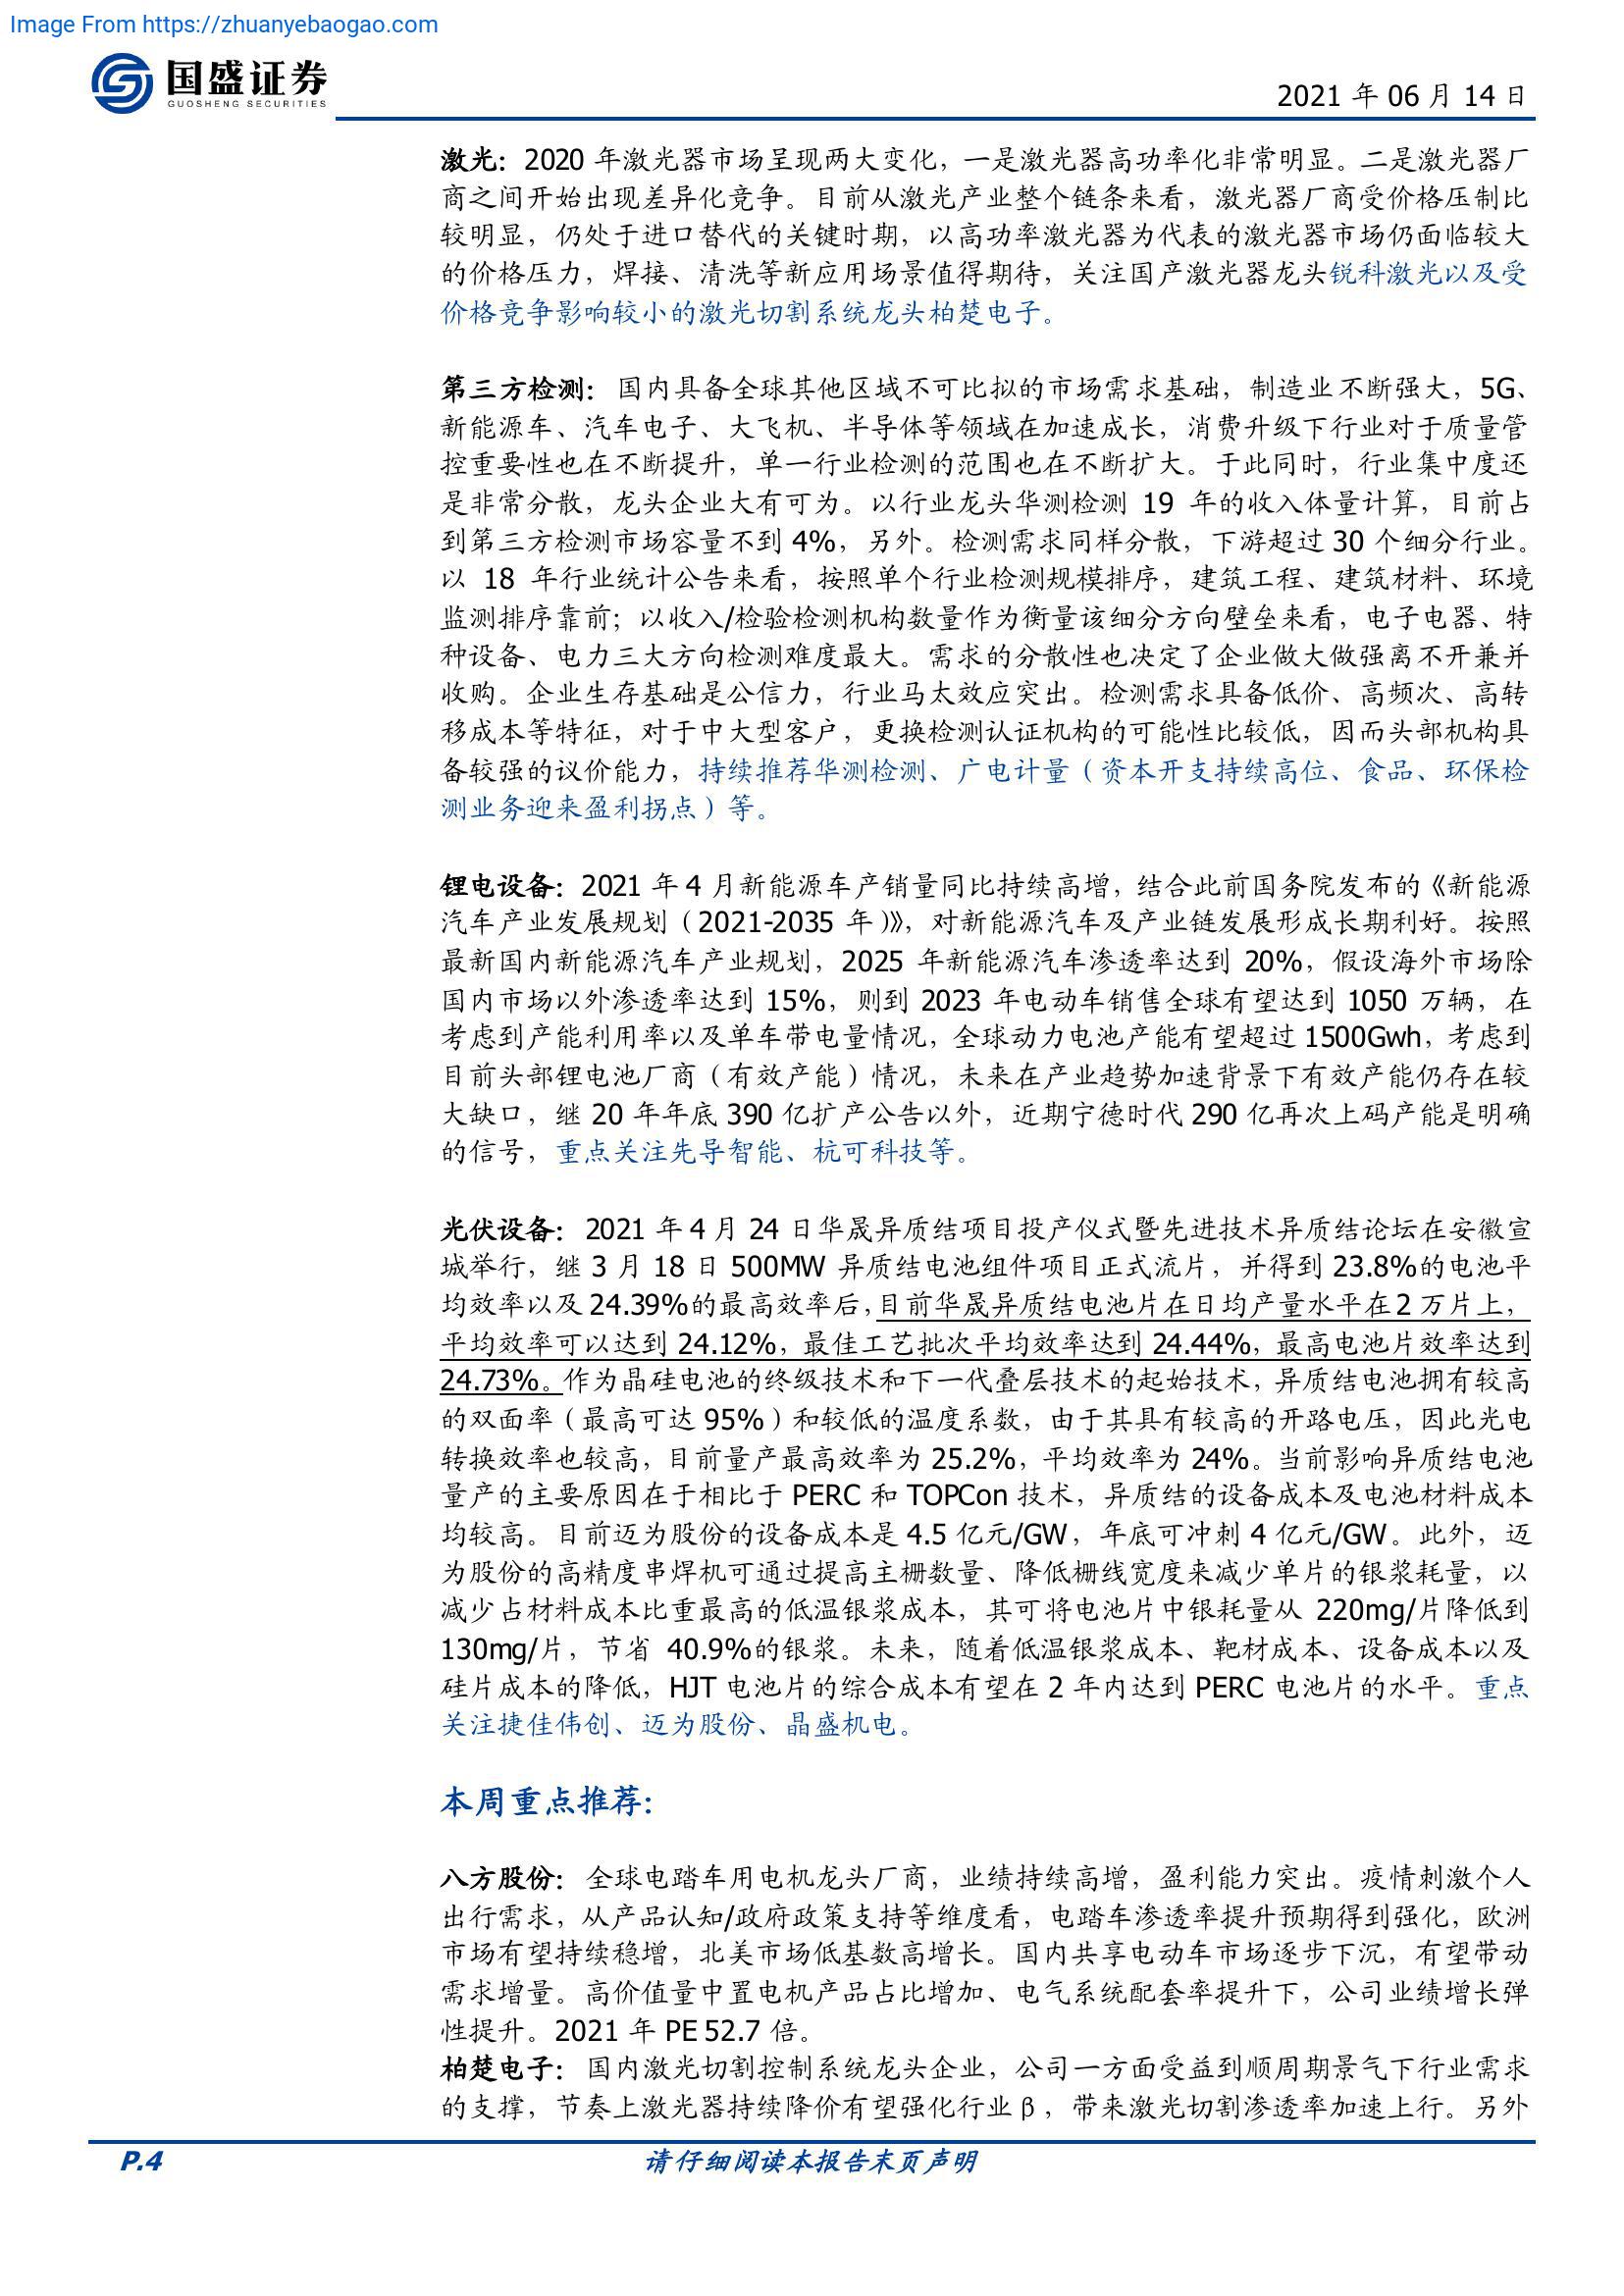 Image From https://zhuanyebaogao.com
国盛证券
GUOSHENG SECURITIES
2021 年 06 月 14 日
激光：2020 年激光器市场呈现两大变化，一是激光器高功率化非常明显。二是激光器厂
商之间开始出现差异化竞争。目前从激光产业整个链条来看，激光器厂商受价格压制比
较明显，仍处于进口替代的关键时期，以高功率激光器为代表的激光器市场仍面临较大
的价格压力，焊接、清洗等新应用场景值得期待，关注国产激光器龙头锐科激光以及受
价格竞争影响较小的激光切割系统龙头柏楚电子。
第三方检测：国内具备全球其他区域不可比拟的市场需求基础，制造业不断强大，5G、
新能源车、汽车电子、大飞机、半导体等领域在加速成长，消费升级下行业对于质量管
控重要性也在不断提升，单一行业检测的范围也在不断扩大。于此同时，行业集中度还
是非常分散，龙头企业大有可为。以行业龙头华测检测 19 年的收入体量计算，目前占
到第三方检测市场容量不到 4%，另外。检测需求同样分散，下游超过 30 个细分行业。
以 18 年行业统计公告来看，按照单个行业检测规模排序，建筑工程、建筑材料、环境
监测排序靠前；以收入/检验检测机构数量作为衡量该细分方向壁垒来看，电子电器、特
种设备、电力三大方向检测难度最大。需求的分散性也决定了企业做大做强离不开兼并
收购。企业生存基础是公信力，行业马太效应突出。检测需求具备低价、高频次、高转
移成本等特征，对于中大型客户，更换检测认证机构的可能性比较低，因而头部机构具
备较强的议价能力，持续推荐华测检测、广电计量（资本开支持续高位、食品、环保检
测业务迎来盈利拐点）等。
锂电设备：2021 年 4 月新能源车产销量同比持续高增，结合此前国务院发布的《新能源
汽车产业发展规划（2021-2035 年）》，对新能源汽车及产业链发展形成长期利好。按照
最新国内新能源汽车产业规划，2025 年新能源汽车渗透率达到 20%，假设海外市场除
国内市场以外渗透率达到 15%，则到 2023 年电动车销售全球有望达到 1050 万辆，在
考虑到产能利用率以及单车带电量情况，全球动力电池产能有望超过 1500Gwh，考虑到
目前头部锂电池厂商（有效产能）情况，未来在产业趋势加速背景下有效产能仍存在较
大缺口，继 20 年年底 390 亿扩产公告以外，近期宁德时代 290 亿再次上码产能是明确
的信号，重点关注先导智能、杭可科技等。
光伏设备：2021 年 4 月 24 日华晟异质结项目投产仪式暨先进技术异质结论坛在安徽宣
城举行，继 3 月 18 日 500MW 异质结电池组件项目正式流片，并得到 23.8%的电池平
均效率以及 24.39%的最高效率后，目前华晟异质结电池片在日均产量水平在 2 万片上，
平均效率可以达到 24.12%，最佳工艺批次平均效率达到 24.44%，最高电池片效率达到
24.73%。作为晶硅电池的终级技术和下一代叠层技术的起始技术，异质结电池拥有较高
的双面率（最高可达 95%）和较低的温度系数，由于其具有较高的开路电压，因此光电
转换效率也较高，目前量产最高效率为 25.2%，平均效率为 24%。当前影响异质结电池
量产的主要原因在于相比于 PERC 和 TOPCon 技术，异质结的设备成本及电池材料成本
均较高。目前迈为股份的设备成本是 4.5 亿元/GW，年底可冲刺 4 亿元/GW。此外，迈
为股份的高精度串焊机可通过提高主栅数量、降低栅线宽度来减少单片的银浆耗量，以
减少占材料成本比重最高的低温银浆成本，其可将电池片中银耗量从 220mg/片降低到
130mg/片，节省 40.9%的银浆。未来，随着低温银浆成本、靶材成本、设备成本以及
硅片成本的降低，HJT 电池片的综合成本有望在 2 年内达到 PERC 电池片的水平。重点
关注捷佳伟创、迈为股份、晶盛机电。
本周重点推荐：
八方股份：全球电踏车用电机龙头厂商，业绩持续高增，盈利能力突出。疫情刺激个人
出行需求，从产品认知/政府政策支持等维度看，电踏车渗透率提升预期得到强化，欧洲
市场有望持续稳增，北美市场低基数高增长。国内共享电动车市场逐步下沉，有望带动
需求增量。高价值量中置电机产品占比增加、电气系统配套率提升下，公司业绩增长弹
性提升。2021 年 PE 52.7 倍。
柏楚电子：国内激光切割控制系统龙头企业，公司一方面受益到顺周期景气下行业需求
的支撑，节奏上激光器持续降价有望强化行业β，带来激光切割渗透率加速上行。另外
P.4
请仔细阅读本报告末页声明